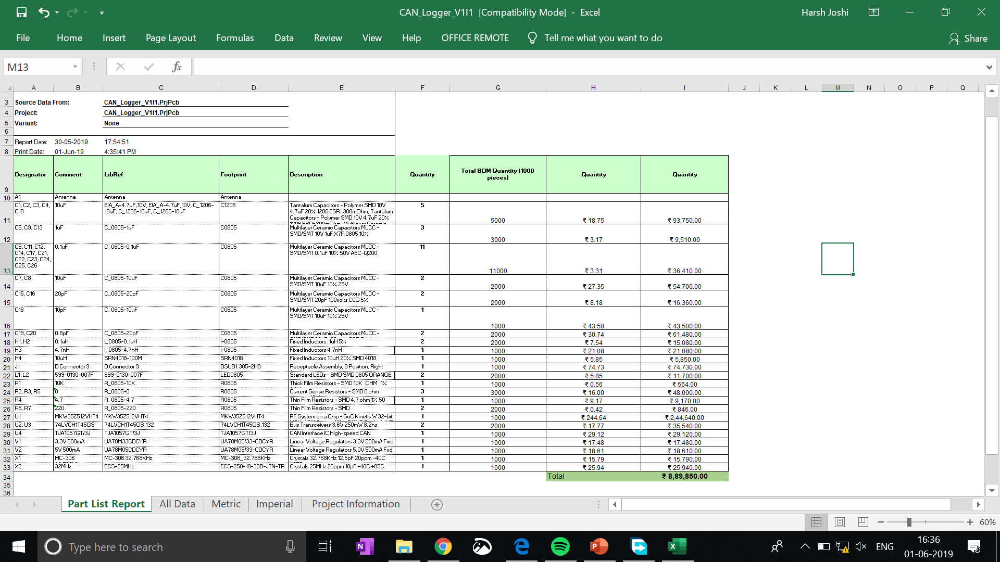 CAN_Logger_V1I1 [Compatibility Mode] - Excel
Harsh Joshi
File Home Insert Page Layout Formulas Data Review View Help OFFICE REMOTE Tell me what you want to do Share
M13 fx
A B C D E F G H I J K L M N O P Q
3 Source Data From: CAN_Logger_V1I1.PrjPcb
4 Project: CAN_Logger_V1I1.PrjPcb
5 Variant: None
6
7 Report Date: 30-05-2019 17:54:51
8 Print Date: 01-Jun-19 4:35:41 PM
9 Designator Comment LibRef Footprint Description Quantity Total BOM Quantity (1000 pieces) Quantity Quantity
10 A1 Antenna Antenna Antenna
11 C1, C2, C3, C4, C10 10uF EIA_A-4.7uF,10V, EIA_A-4.7uF,10V, C_1206-10uF, C_1206-10uF, C_1206-10uF C1206 Tantalum Capacitors - Polymer SMD 10V 4.7uF 20% 1206 ESR=300mOhm, Tantalum Capacitors - Polymer SMD 10V 4.7uF 20% 5 5000 ₹ 18.75 ₹ 93,750.00
12 C5, C9, C13 1uF C_0805-1uF C0805 Multilayer Ceramic Capacitors MLCC - SMD/SMT 10V 1uF X7R 0805 10% 3 3000 ₹ 3.17 ₹ 9,510.00
13 C6, C11, C12, C14, C17, C21, C22, C23, C24, C25, C26 0.1uF C_0805-0.1uF C0805 Multilayer Ceramic Capacitors MLCC - SMD/SMT 0.1uF 10% 50V AEC-Q200 11 11000 ₹ 3.31 ₹ 36,410.00
14 C7, C8 10uF C_0805-10uF C0805 Multilayer Ceramic Capacitors MLCC - SMD/SMT 10uF 10% 25V 2 2000 ₹ 27.35 ₹ 54,700.00
15 C15, C16 20pF C_0805-20pF C0805 Multilayer Ceramic Capacitors MLCC - SMD/SMT 20pF 100volts C0G 5% 2 2000 ₹ 8.18 ₹ 16,360.00
16 C18 10pF C_0805-10uF C0805 Multilayer Ceramic Capacitors MLCC - SMD/SMT 10uF 10% 25V 1 1000 ₹ 43.50 ₹ 43,500.00
17 C19, C20 0.8pF C_0805-20pF C0805 Multilayer Ceramic Capacitors MLCC - 2 2000 ₹ 30.74 ₹ 61,480.00
18 H1, H2 0.1uH I_0805-0.1uH I-0805 Fixed Inductors .1uH 5% 2 2000 ₹ 7.54 ₹ 15,080.00
19 H3 4.7nH I_0805-4.7nH I-0805 Fixed Inductors 4.7nH 1 1000 ₹ 21.08 ₹ 21,080.00
20 H4 10uH SRN4018-100M SRN4018 Fixed Inductors 10uH 20% SMD 4018 1 1000 ₹ 5.85 ₹ 5,850.00
21 J1 D Connector 9 D Connector 9 DSUB1.385-2H9 Receptacle Assembly, 9 Position, Right 1 1000 ₹ 74.73 ₹ 74,730.00
22 L1, L2 599-0130-007F 599-0130-007F LED0805 Standard LEDs - SMD SMD 0805 ORANGE 2 2000 ₹ 5.85 ₹ 11,700.00
23 R1 10K R_0805-10K R0805 Thick Film Resistors - SMD 10K OHM 1% 1 1000 ₹ 0.56 ₹ 564.00
24 R2, R3, R5 0 R_0805-0 R0805 Current Sense Resistors - SMD 0 ohm 3 3000 ₹ 16.00 ₹ 48,000.00
25 R4 4.7 R_0805-4.7 R0805 Thin Film Resistors - SMD 4.7 ohm 1% 50 1 1000 ₹ 9.17 ₹ 9,170.00
26 R6, R7 220 R_0805-220 R0805 Thin Film Resistors - SMD 2 2000 ₹ 0.42 ₹ 846.00
27 U1 MKW35Z512VHT4 MKW35Z512VHT4 MKW35Z512VHT4 RF System on a Chip - SoC Kinetis W 32-bit 1 1000 ₹ 244.64 ₹ 2,44,640.00
28 U2, U3 74LVCH1T45GS 74LVCH1T45GS,132 74LVCH1T45GS,132 Bus Transceivers 3.6V 250mW 8.2ns 2 2000 ₹ 17.77 ₹ 35,540.00
29 U4 TJA1057GT/3J TJA1057GT/3J TJA1057GT/3J CAN Interface IC High-speed CAN 1 1000 ₹ 29.12 ₹ 29,120.00
30 V1 3.3V 500mA UA78M33CDCYR UA78M05/33-CDCYR Linear Voltage Regulators 3.3V 500mA Fixd 1 1000 ₹ 17.48 ₹ 17,480.00
31 V2 5V 500mA UA78M05CDCYR UA78M05/33-CDCYR Linear Voltage Regulators 5.0V 500mA Fxd 1 1000 ₹ 18.61 ₹ 18,610.00
32 X1 MC-306 MC-306 32.768KHz MC-306_32.768KHz Crystals 32.768KHz 12.5pF 20ppm -40C 1 1000 ₹ 15.79 ₹ 15,790.00
33 X2 32MHz ECS-25MHz ECS-250-18-30B-JTN-TR Crystals 25MHz 20ppm 18pF -40C +85C 1 1000 ₹ 25.94 ₹ 25,940.00
34 Total ₹ 8,89,850.00
35
36
Part List Report All Data Metric Imperial Project Information
60%
Type here to search
ENG 16:36
01-06-2019